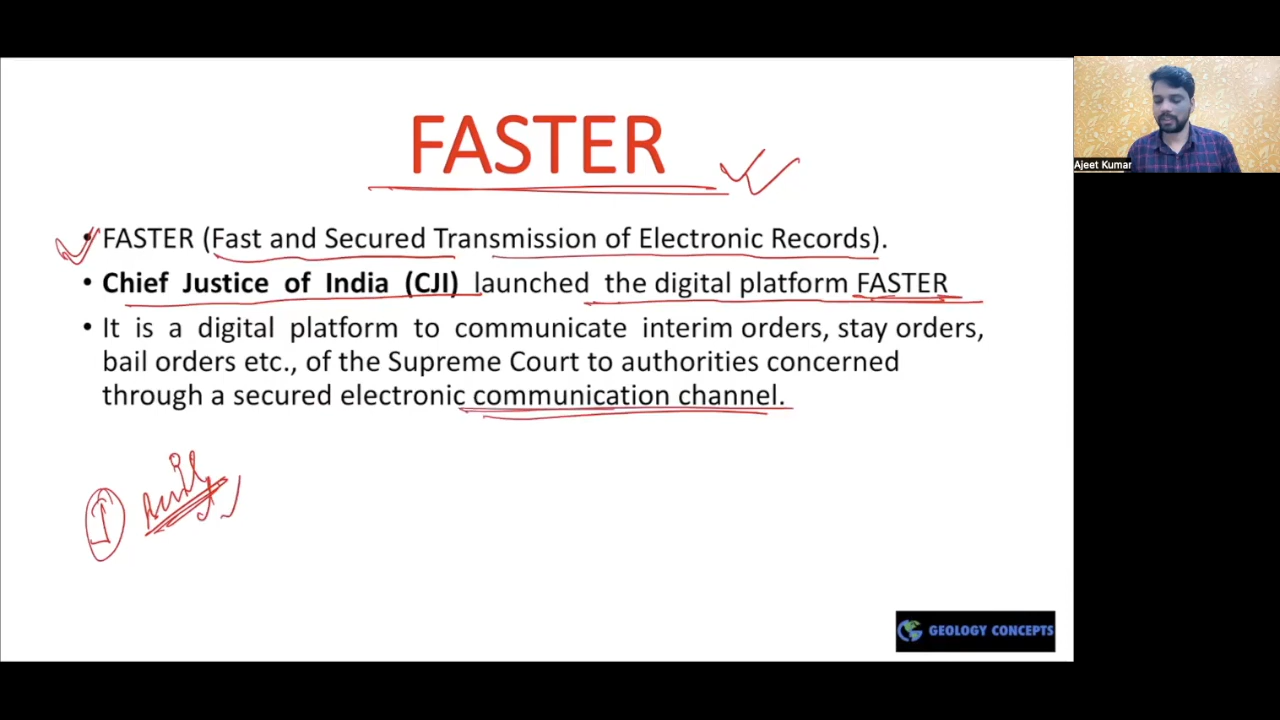 FASTER
Ajeet Kumar
• FASTER (Fast and Secured Transmission of Electronic Records).
• Chief Justice of India (CJI) launched the digital platform FASTER
• It is a digital platform to communicate interim orders, stay orders,
bail orders etc., of the Supreme Court to authorities concerned
through a secured electronic communication channel.
GEOLOGY CONCEPTS